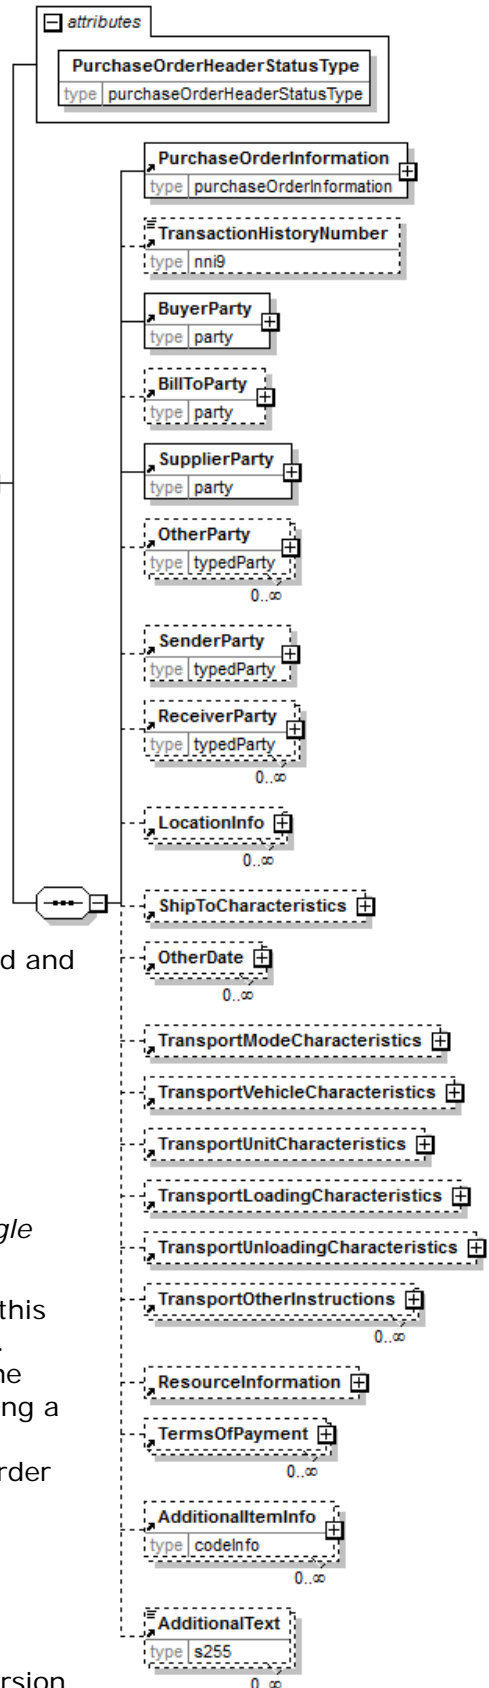 attributes
PurchaseOrderHeaderStatusType
type purchaseOrderHeaderStatusType
PurchaseOrderInformation
type purchaseOrderInformation
TransactionHistoryNumber
type nni9
BuyerParty
type party
BillToParty
type party
SupplierParty
type party
OtherParty
type typedParty
0..∞
SenderParty
type typedParty
ReceiverParty
type typedParty
0..∞
LocationInfo
0..∞
ShipToCharacteristics
d and
OtherDate
0..∞
TransportModeCharacteristics
TransportVehicleCharacteristics
TransportUnitCharacteristics
TransportLoadingCharacteristics
gle
TransportUnloadingCharacteristics
this
TransportOtherInstructions
.
0..∞
ne
ResourceInformation
ng a
TermsOfPayment
rder
0..∞
AdditionalItemInfo
type codeInfo
0..∞
AdditionalText
type s255
rsion
0..∞